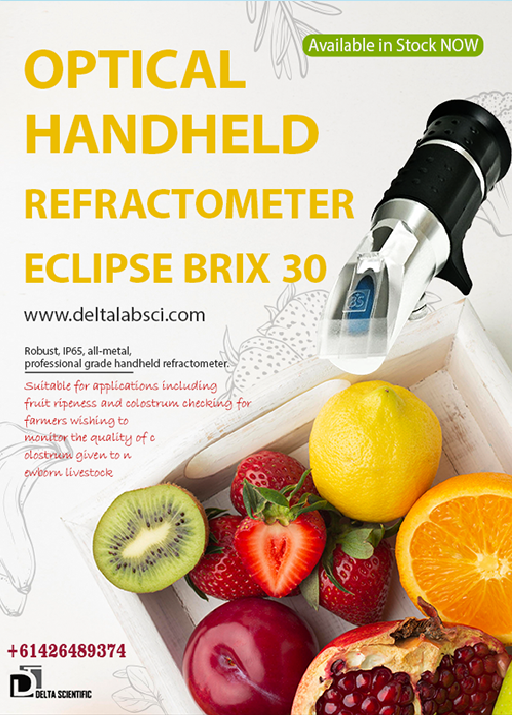 Available in Stock NOW
OPTICAL
HANDHELD
REFRACTOMETER
ECLIPSE BRIX 30
www.deltalabsci.com
Robust, IP65, all-metal,
professional grade handheld refractometer.
Suitable for applications including
fruit ripeness and colostrum checking for
farmers wishing to
monitor the quality of c
olostrum given to n
ewborn livestock
+61426489374
DELTA SCIENTIFIC